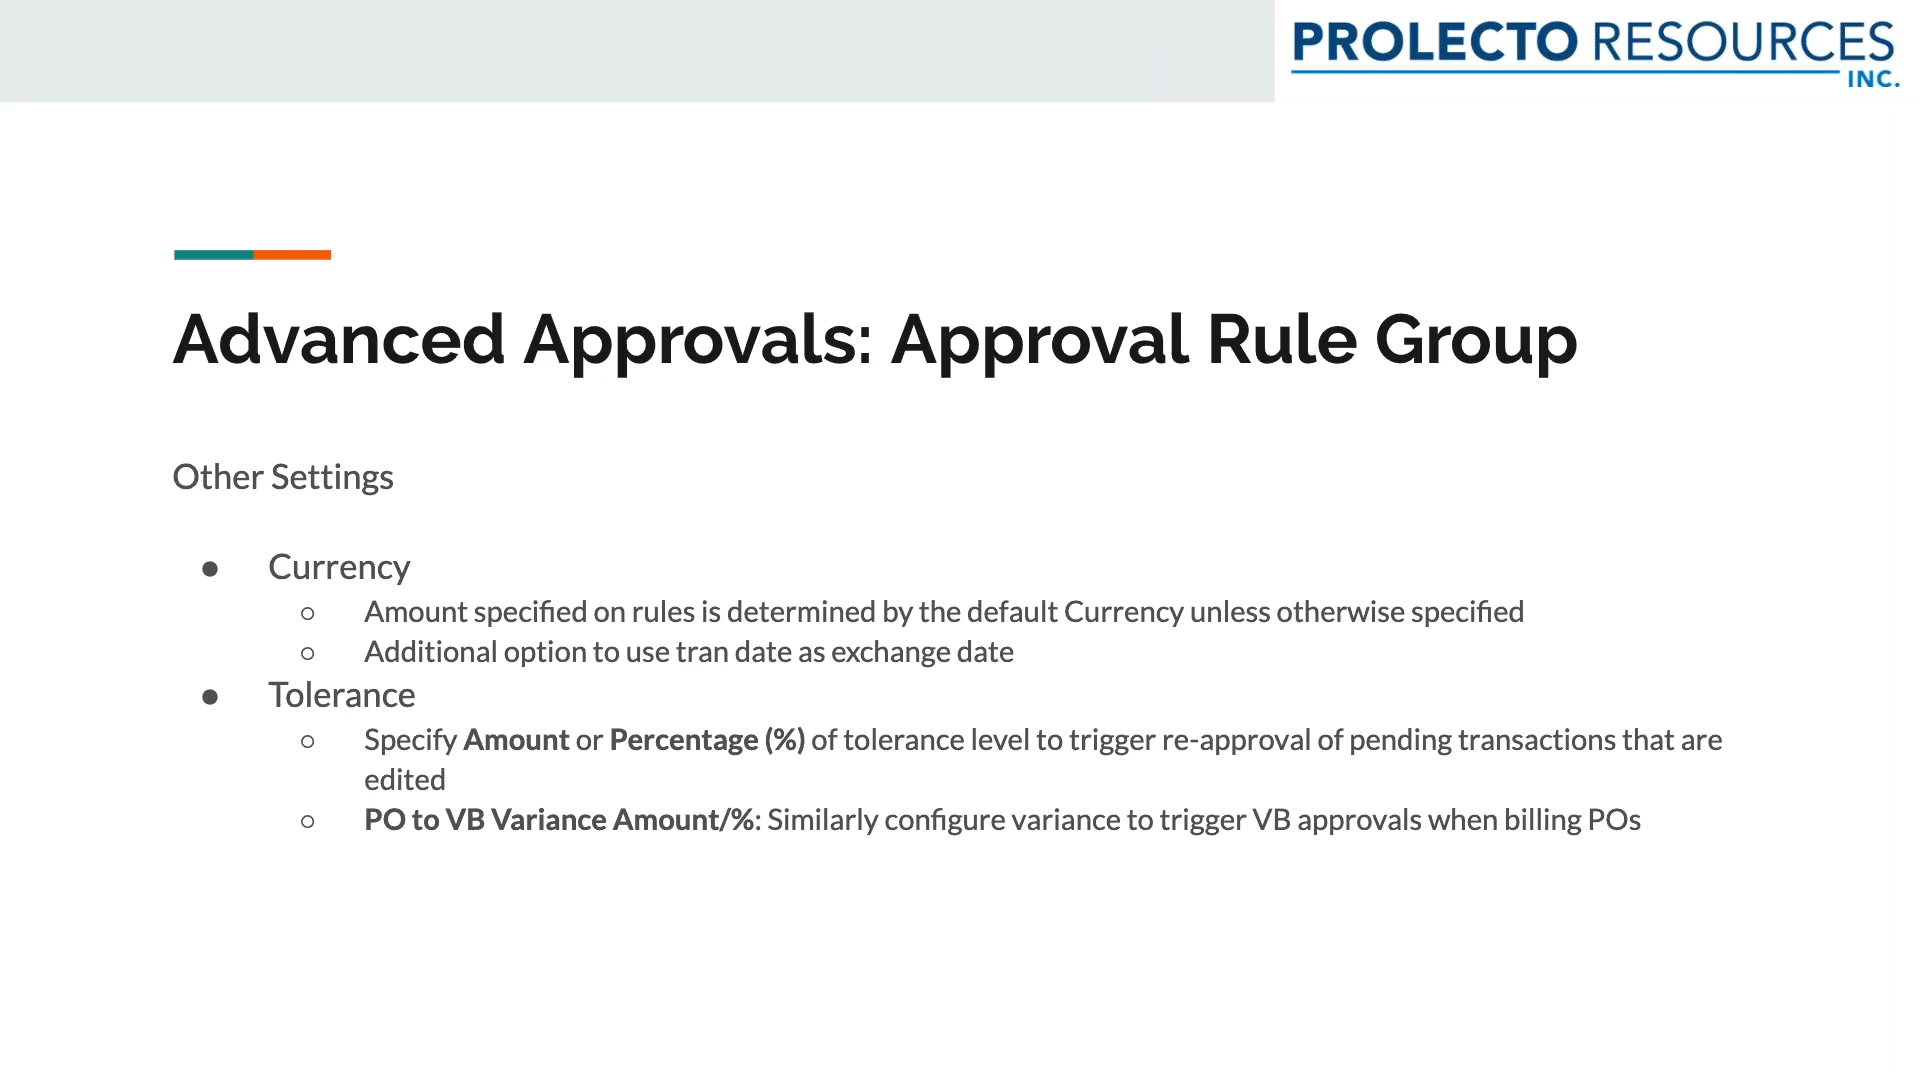 PROLECTO RESOURCES
INC.
Advanced Approvals: Approval Rule Group
Other Settings
● Currency
○ Amount specified on rules is determined by the default Currency unless otherwise specified
○ Additional option to use tran date as exchange date
● Tolerance
○ Specify Amount or Percentage (%) of tolerance level to trigger re-approval of pending transactions that are
edited
○ PO to VB Variance Amount/%: Similarly configure variance to trigger VB approvals when billing POs